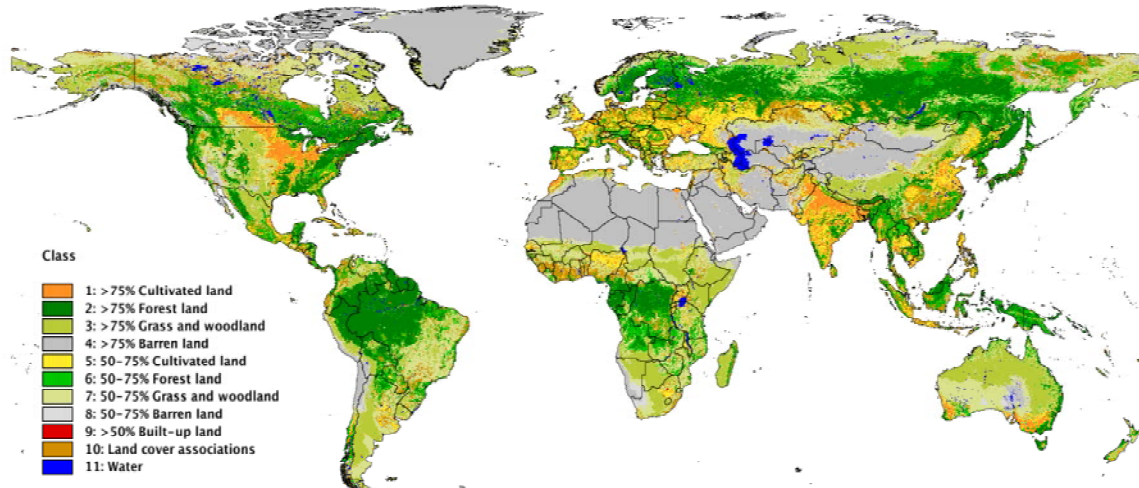 Class
1: >75% Cultivated land
2: >75% Forest land
3: >75% Grass and woodland
4: >75% Barren land
5: 50-75% Cultivated land
6: 50-75% Forest land
7: 50-75% Grass and woodland
8: 50-75% Barren land
9: >50% Built-up land
10: Land cover associations
11: Water